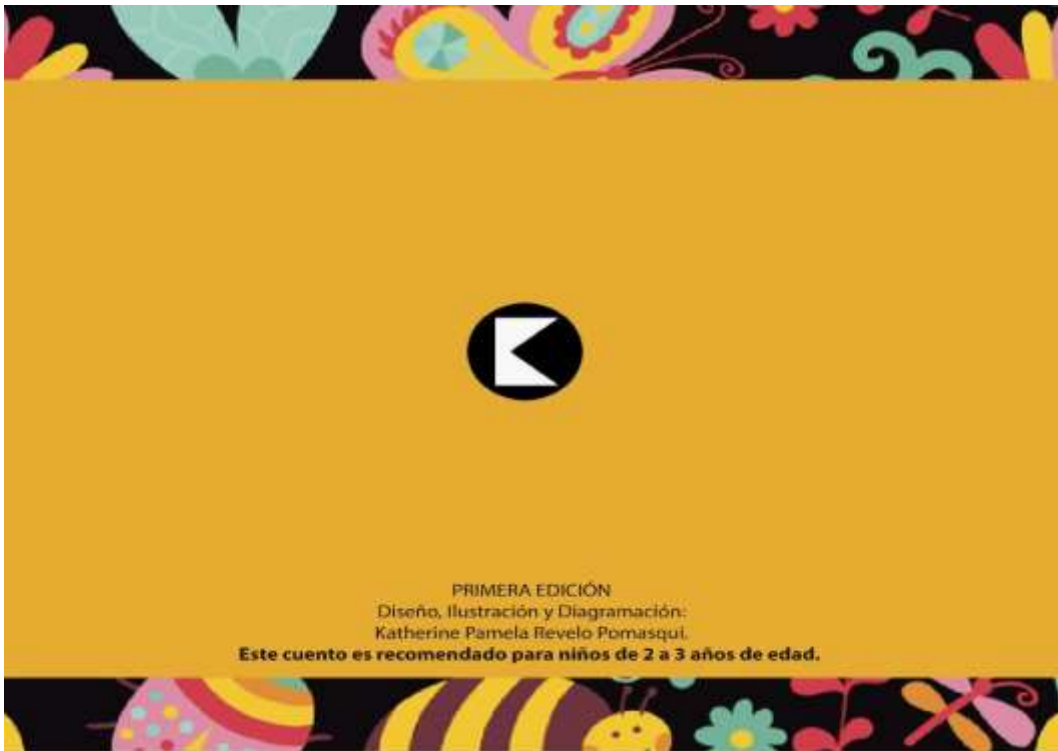 PRIMERA EDICIÓN
Diseño, Ilustración y Diagramación:
Katherine Pamela Revelo Pomasqui.
Este cuento es recomendado para niños de 2 a 3 años de edad.